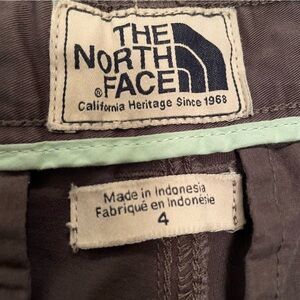 THE
NORTH
FACE
California Heritage Since 1968
Made in Indonesia
Fabriqué en Indonésie
4